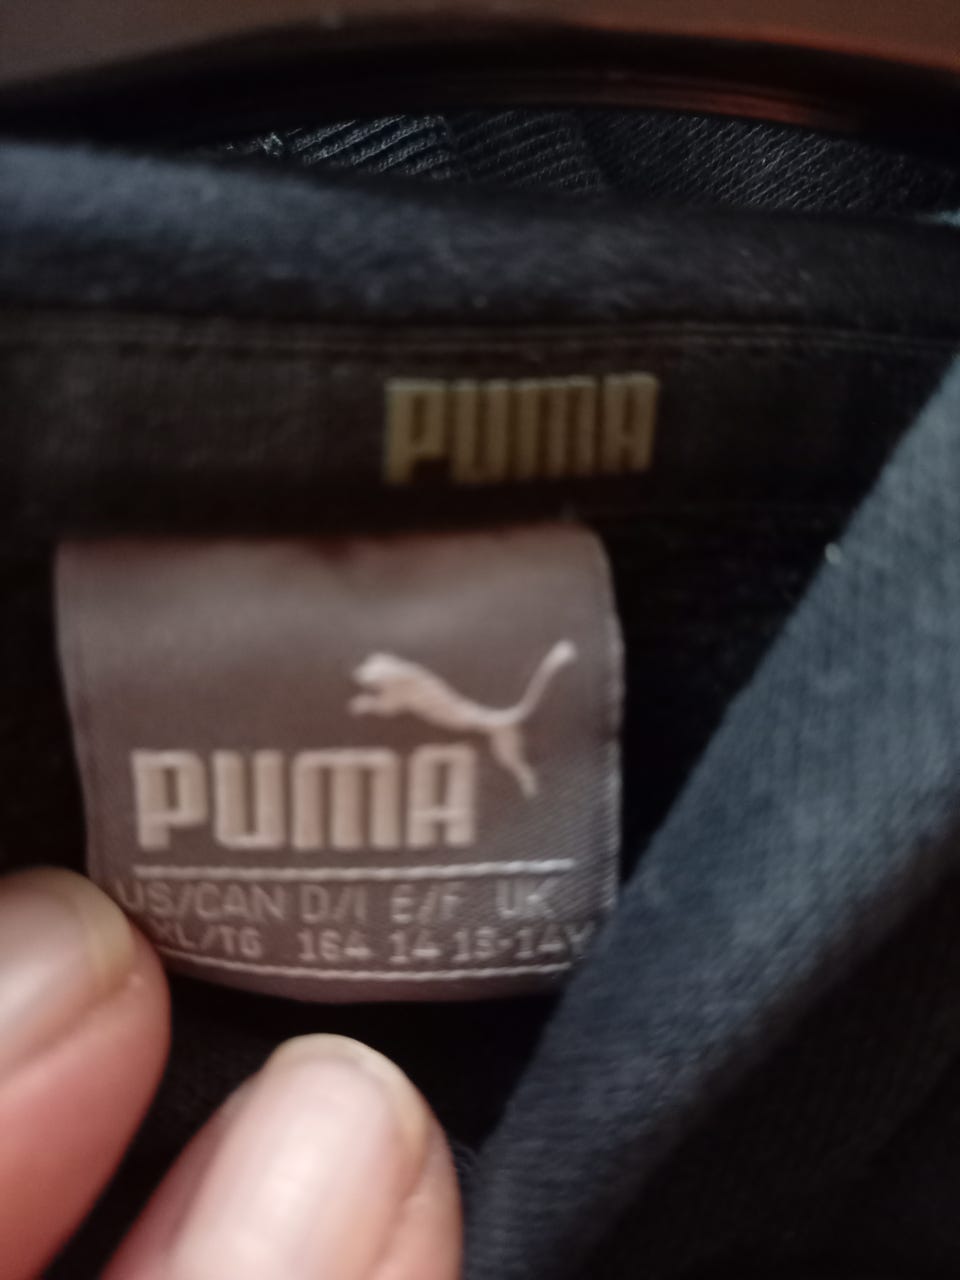 PUMA
PUMA
US/CAN D/I E/F UK
XL/TG 164 14 13-14Y